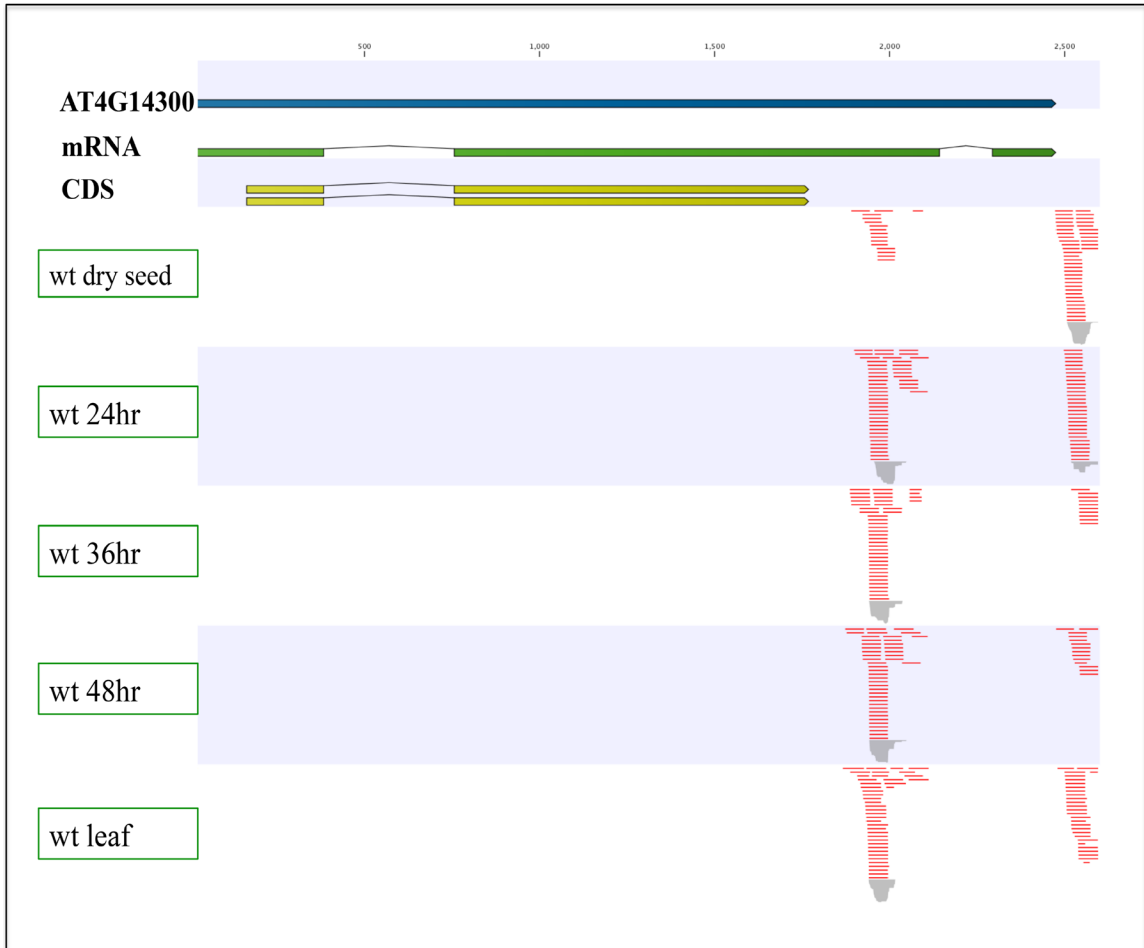 500 1,000 1,500 2,000 2,500
AT4G14300
mRNA
CDS
wt dry seed
wt 24hr
wt 36hr
wt 48hr
wt leaf